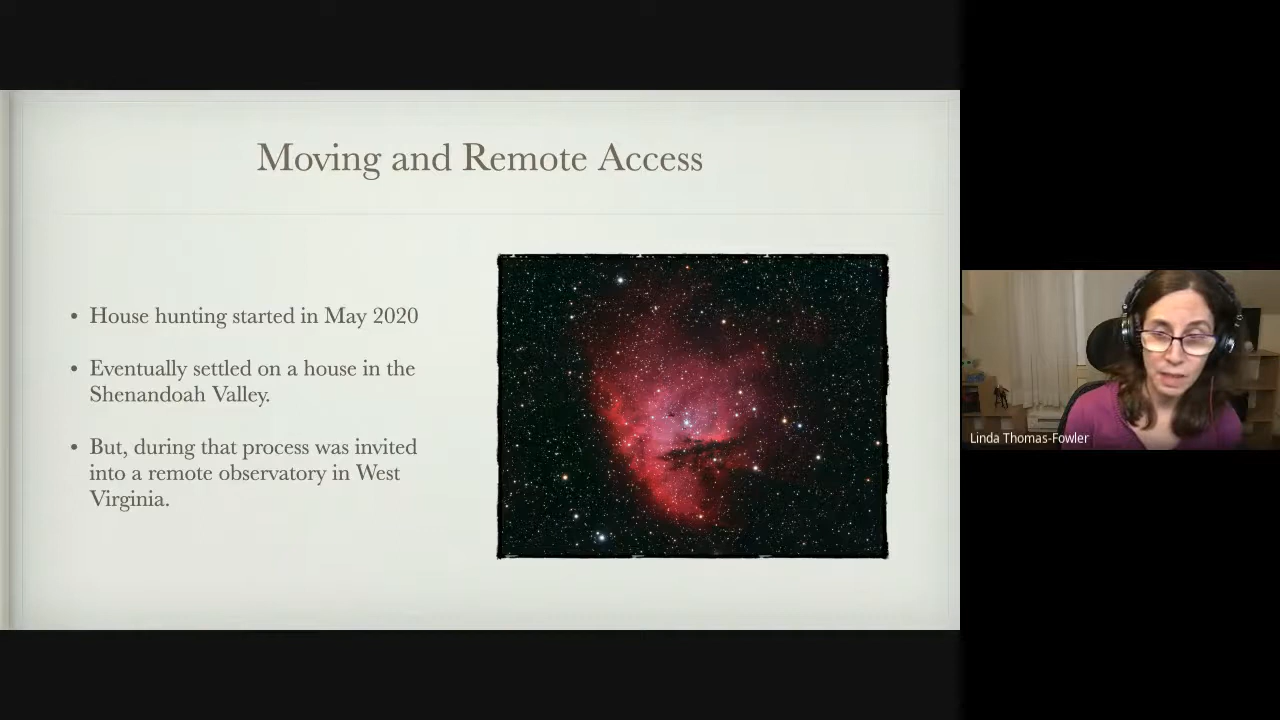 Moving and Remote Access
• House hunting started in May 2020
• Eventually settled on a house in the
Shenandoah Valley.
• But, during that process was invited
into a remote observatory in West
Virginia.
Linda Thomas-Fowler